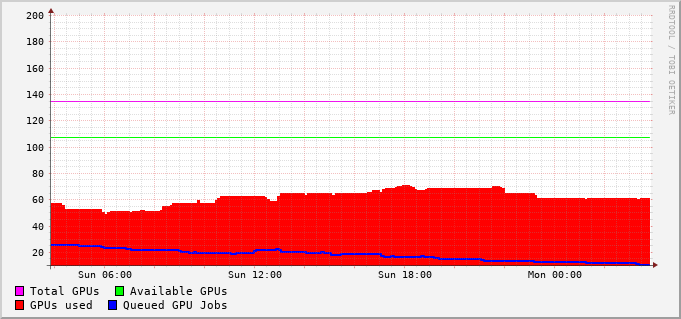 200
180
160
140
120
100
80
60
40
20
Sun 06:00 Sun 12:00 Sun 18:00 Mon 00:00
Total GPUs Available GPUs
GPUs used Queued GPU Jobs
RRDTOOL / TOBI OETIKER